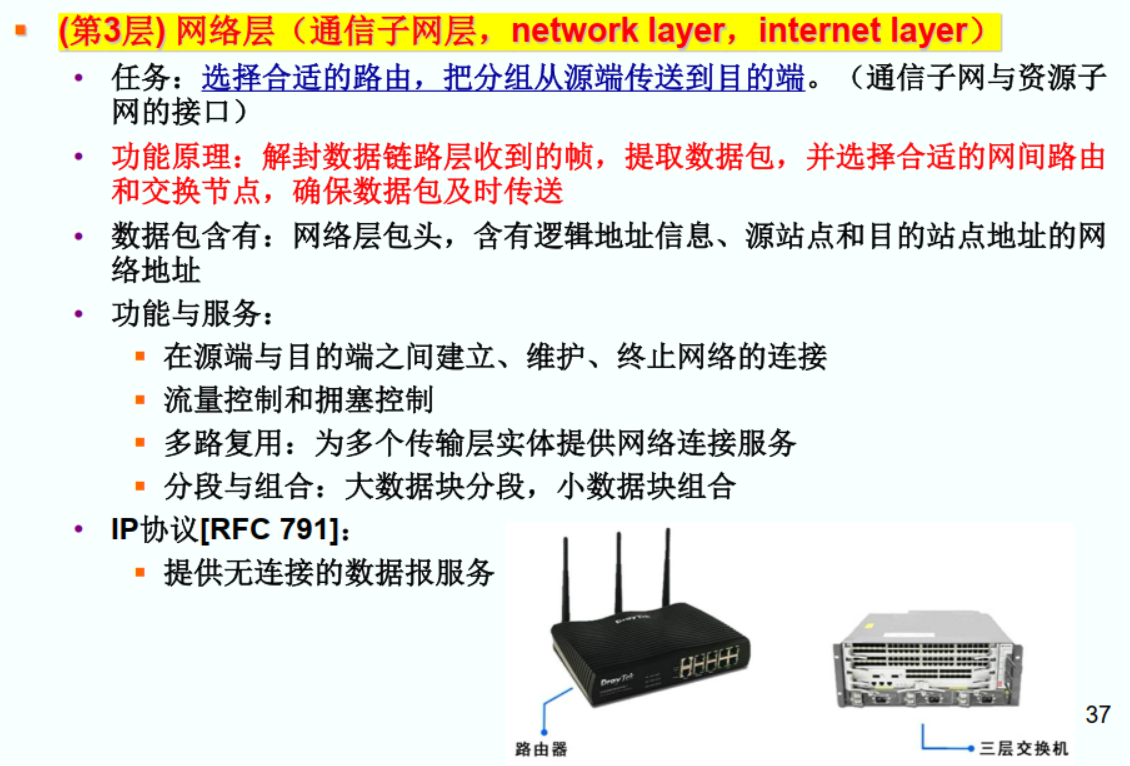 (第3层) 网络层（通信子网层，network layer，internet layer）
任务：选择合适的路由，把分组从源端传送到目的端。（通信子网与资源子
网的接口）
功能原理：解封数据链路层收到的帧，提取数据包，并选择合适的网间路由
和交换节点，确保数据包及时传送
数据包含有：网络层包头，含有逻辑地址信息、源站点和目的站点地址的网
络地址
功能与服务：
在源端与目的端之间建立、维护、终止网络的连接
流量控制和拥塞控制
多路复用：为多个传输层实体提供网络连接服务
分段与组合：大数据块分段，小数据块组合
IP协议[RFC 791]：
提供无连接的数据报服务
DrayTek
DrayTek
路由器
三层交换机
37